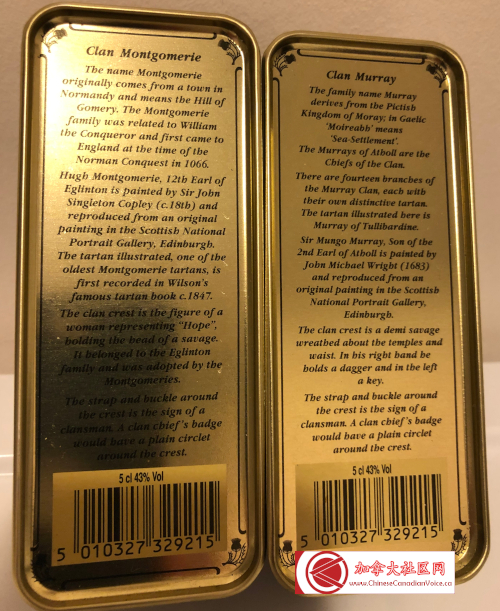 Clan Montgomerie
The name Montgomerie
originally comes from a town in
Normandy and means the Hill of
Gomery. The Montgomerie
family was related to William
the Conqueror and first came to
England at the time of the
Norman Conquest in 1066.
Hugh Montgomerie, 12th Earl of
Eglinton is painted by Sir John
Singleton Copley (c.18th) and
reproduced from an original
painting in the Scottish National
Portrait Gallery, Edinburgh.
The tartan illustrated, one of the
oldest Montgomerie tartans, is
first recorded in Wilson's
famous tartan book c.1847.
The clan crest is the figure of a
woman representing "Hope",
holding the head of a savage.
It belonged to the Eglinton
family and was adopted by the
Montgomeries.
The strap and buckle around
the crest is the sign of a
clansman. A clan chief's badge
would have a plain circlet
around the crest.
5 cl 43% Vol
5 010327 329215
Clan Murray
The family name Murray
derives from the Pictish
Kingdom of Moray; in Gaelic
'Moireabh' means
'Sea-Settlement'.
The Murrays of Atholl are the
Chiefs of the Clan.
There are fourteen branches of
the Murray Clan, each with
their own distinctive tartan.
The tartan illustrated here is
Murray of Tullibardine.
Sir Mungo Murray, Son of the
2nd Earl of Atholl is painted by
John Michael Wright (1683)
and reproduced from an
original painting in the Scottish
National Portrait Gallery,
Edinburgh.
The clan crest is a demi savage
wreathed about the temples and
waist. In his right hand he
holds a dagger and in the left
a key.
The strap and buckle around
the crest is the sign of a
clansman. A clan chief's badge
would have a plain circlet
around the crest.
5 cl 43% Vol
5 010327 329215
加拿大社区网
www.ChineseCanadianVoice.ca